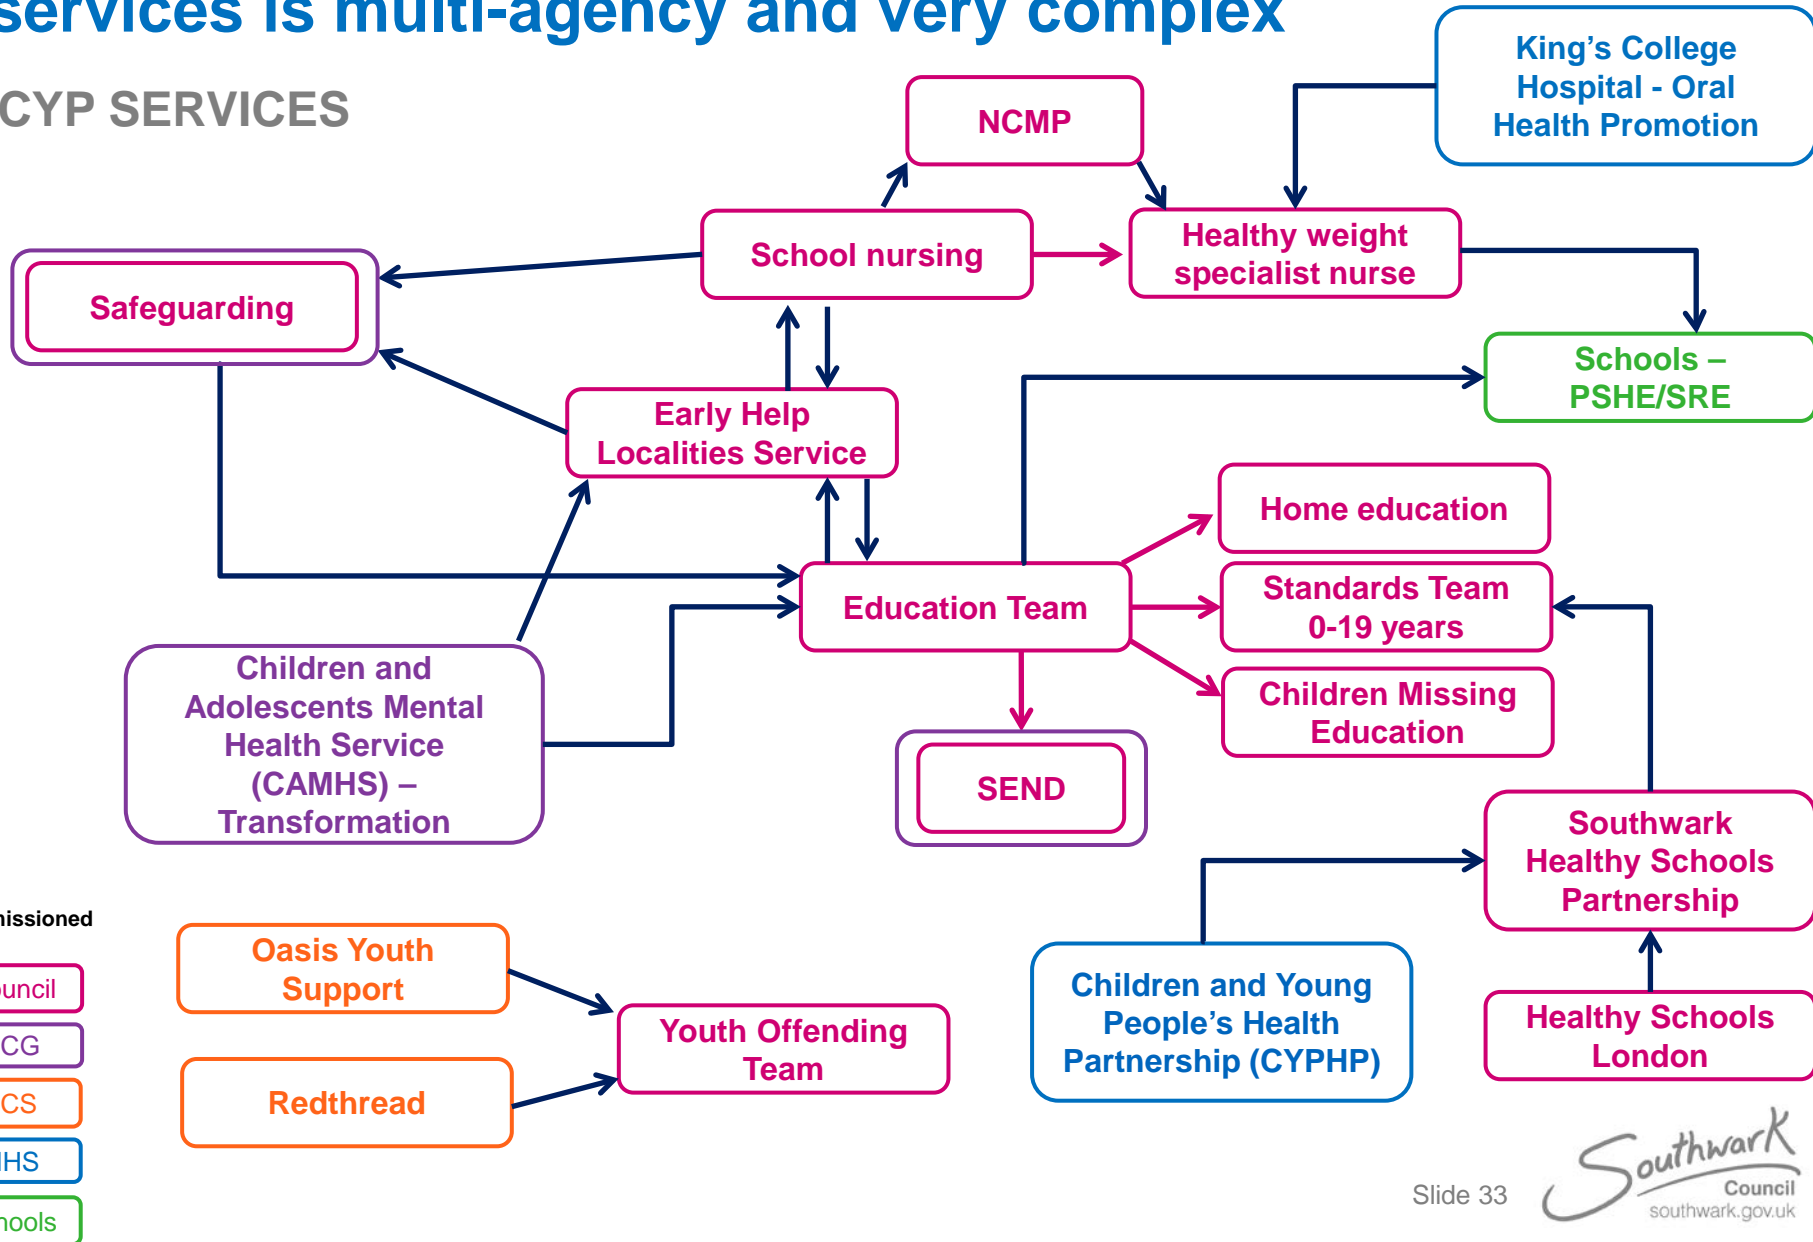 services is multi-agency and very complex
CYP SERVICES
King's College
Hospital - Oral
Health Promotion
NCMP
School nursing
Healthy weight
specialist nurse
Safeguarding
Schools –
PSHE/SRE
Early Help
Localities Service
Home education
Education Team
Standards Team
0-19 years
Children and
Adolescents Mental
Health Service
(CAMHS) –
Transformation
Children Missing
Education
SEND
Southwark
Healthy Schools
Partnership
nissioned
uncil
CG
CS
HS
hools
Oasis Youth
Support
Redthread
Youth Offending
Team
Children and Young
People's Health
Partnership (CYPHP)
Healthy Schools
London
Slide 33
Southwark
Council
southwark.gov.uk